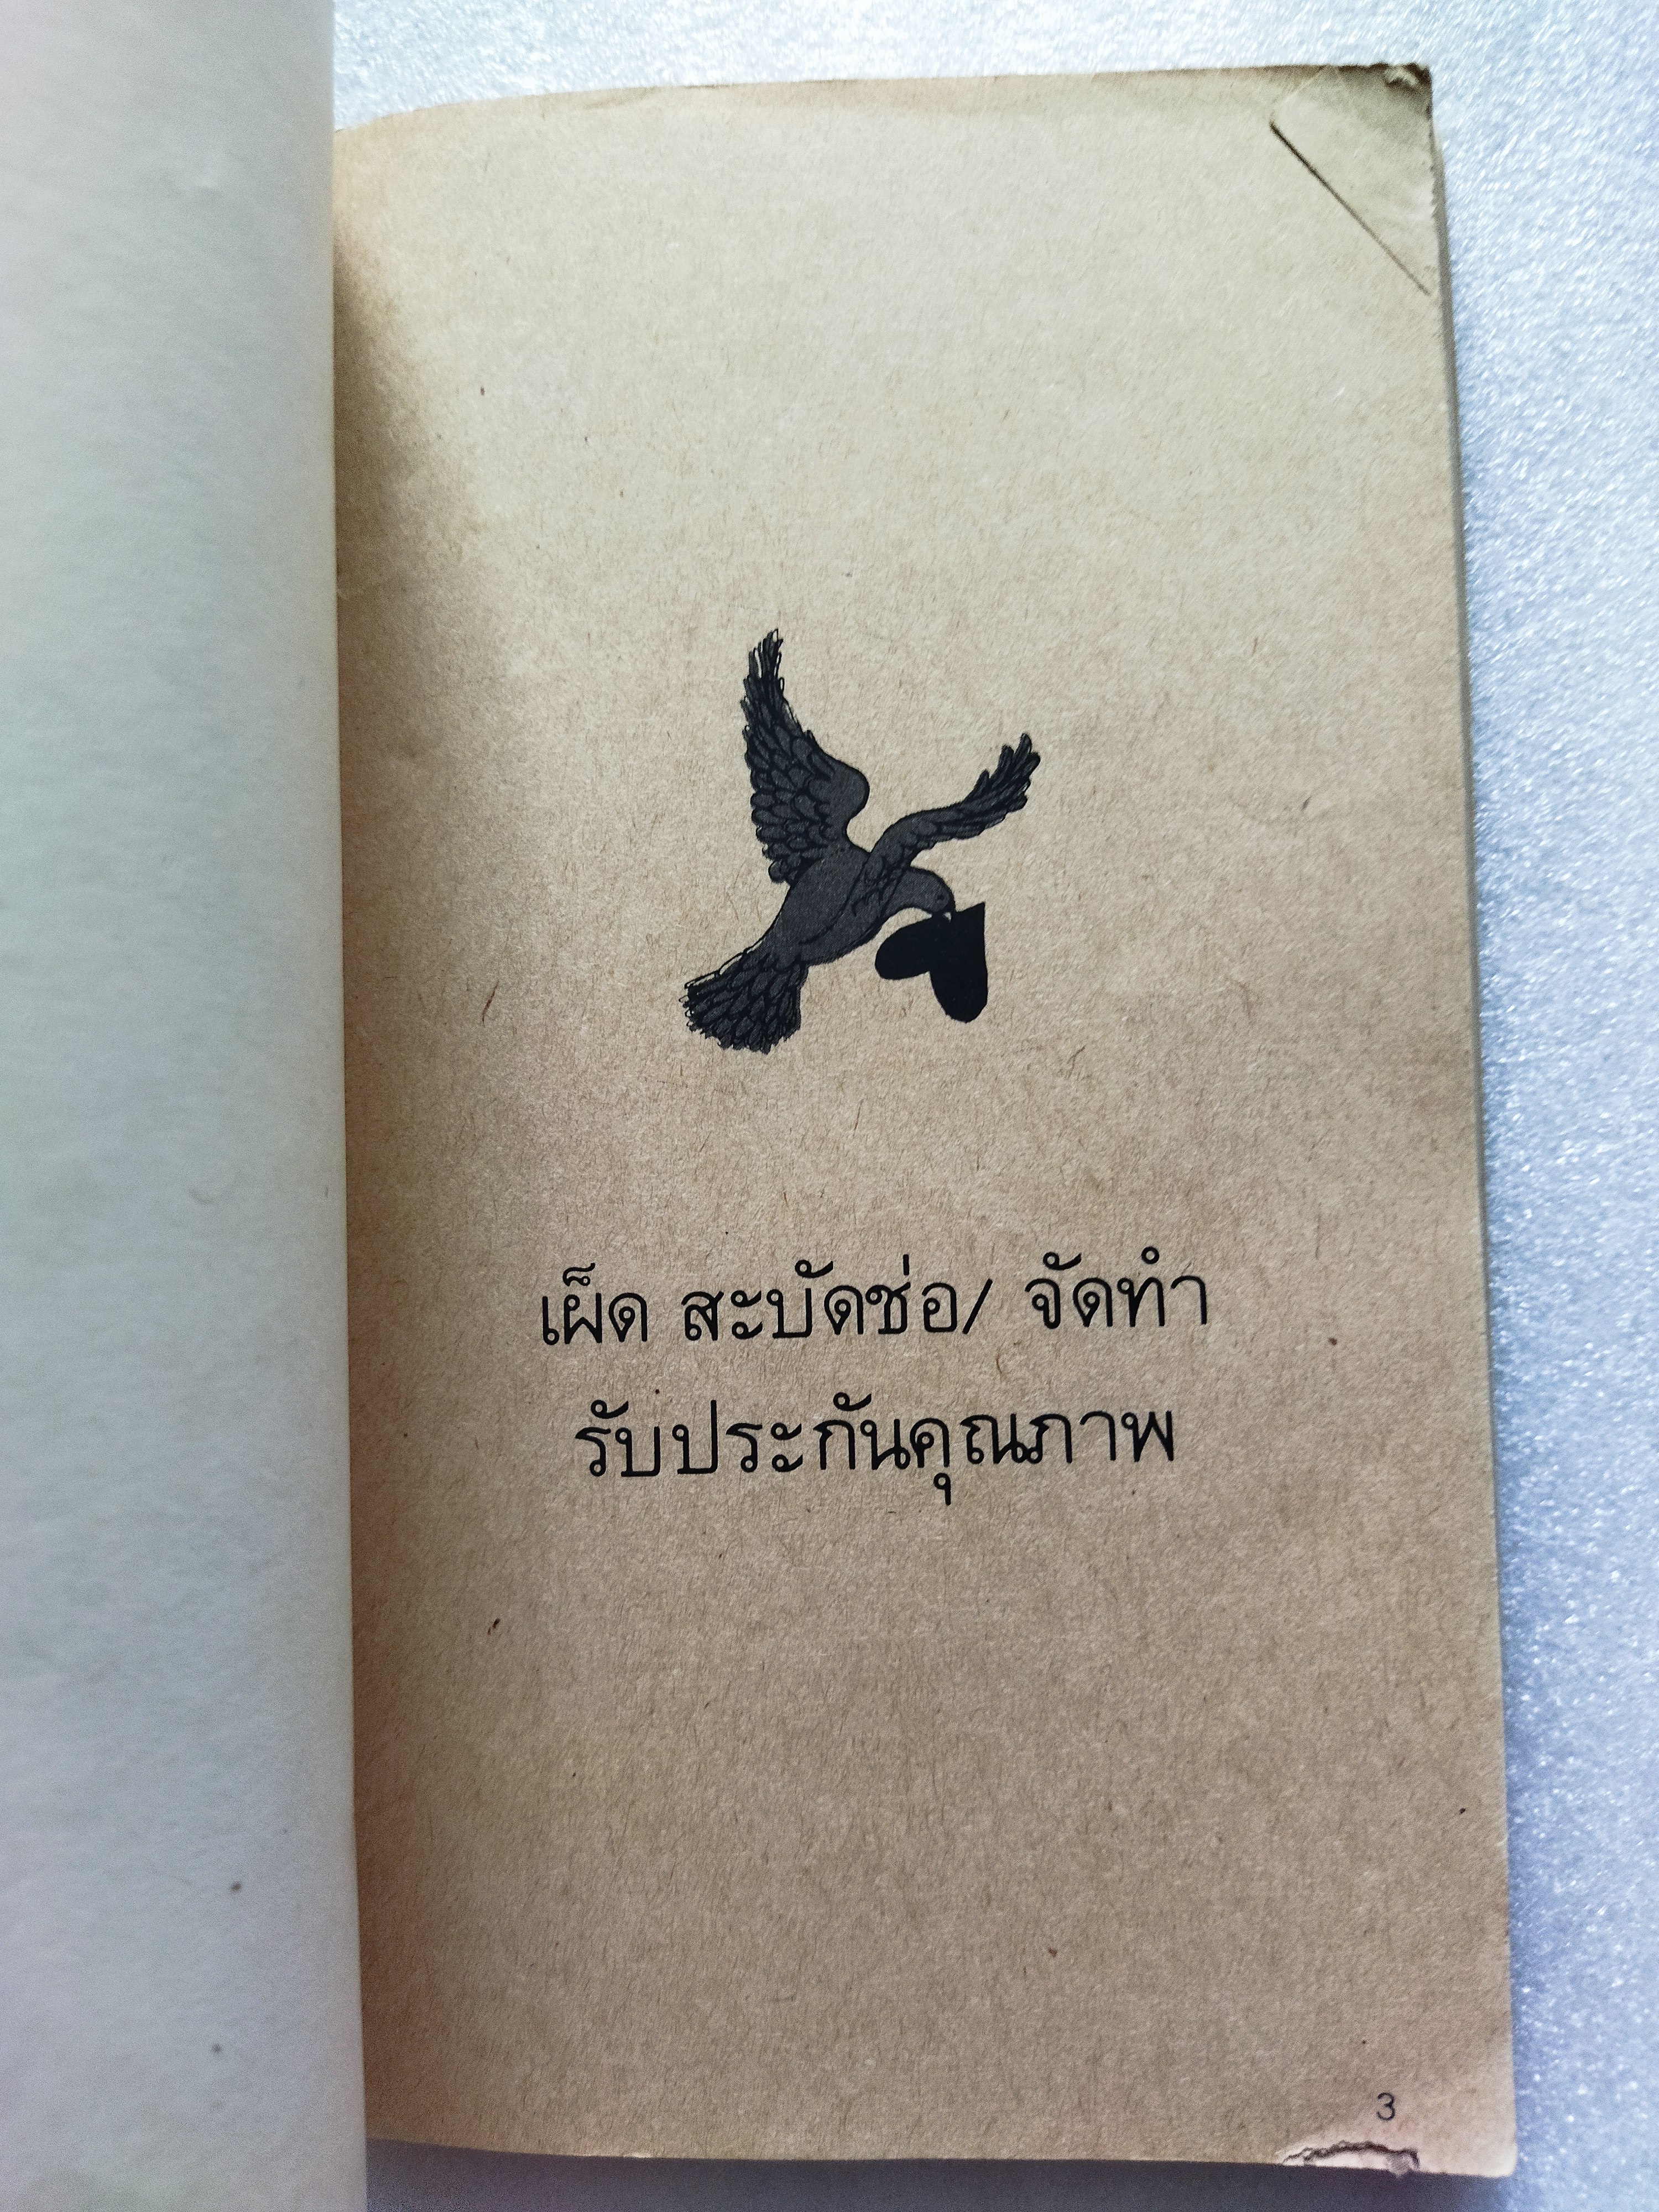 เผ็ด สะบัดช่อ/ จัดทำ
รับประกันคุณภาพ
3